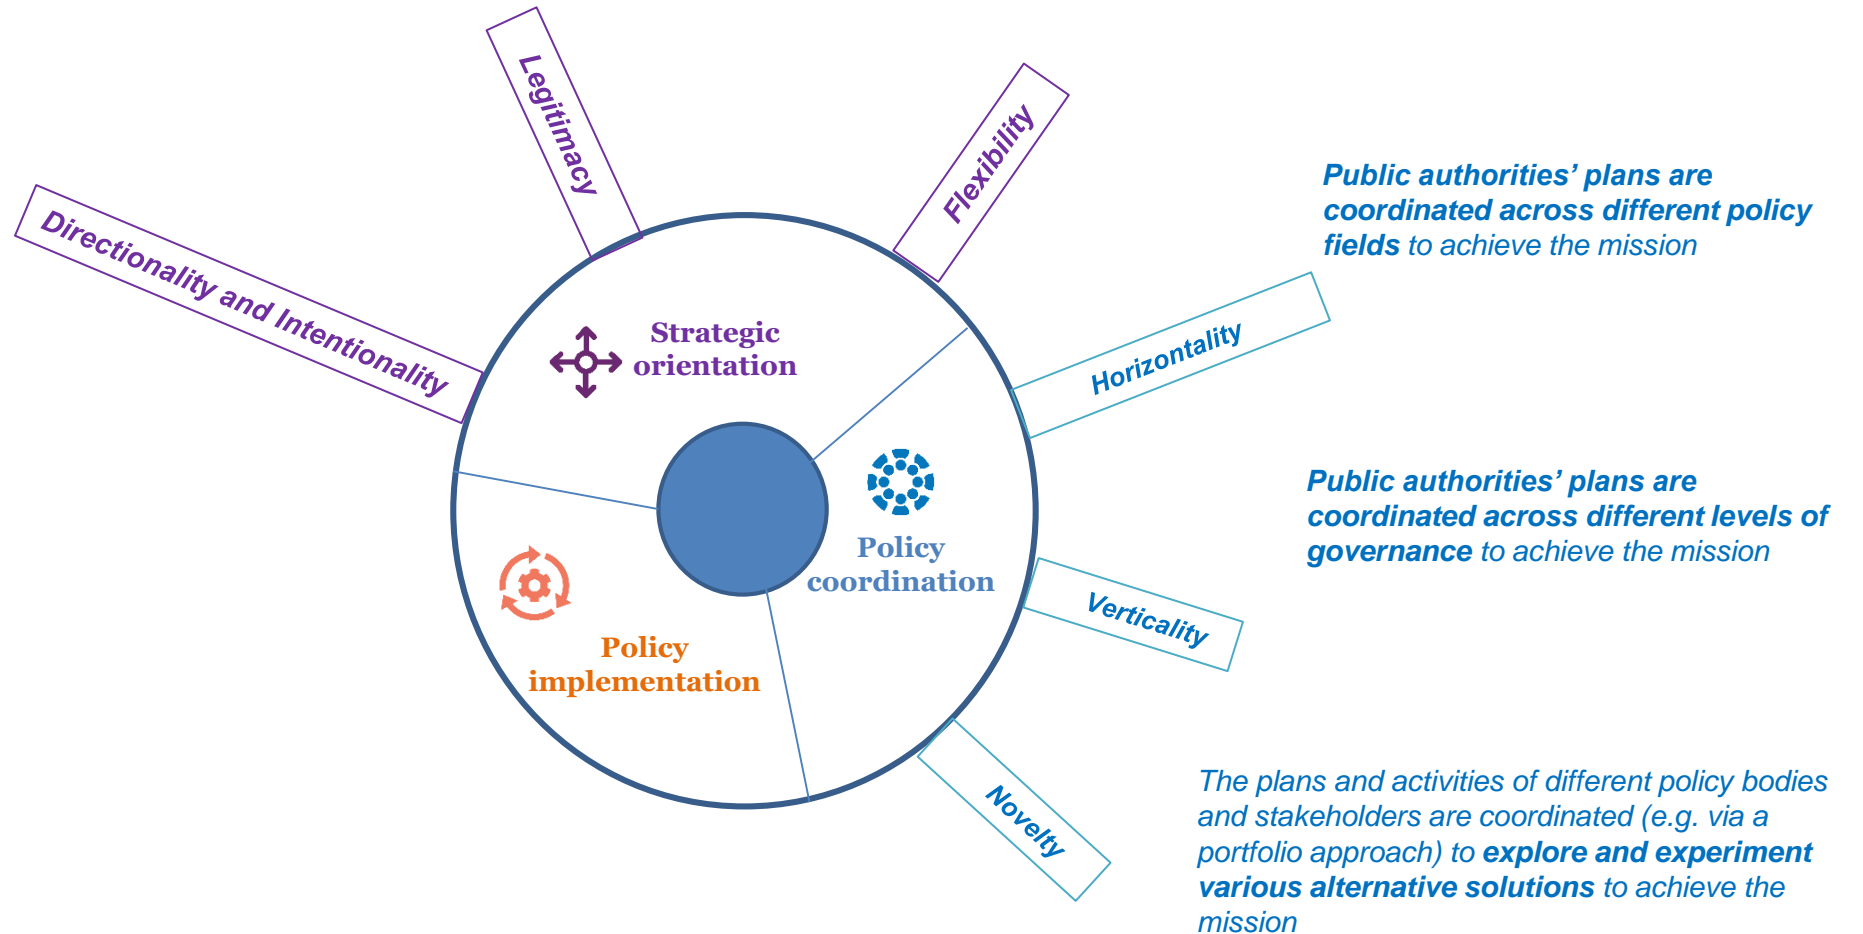 Legitimacy
Flexibility
Directionality and Intentionality
Public authorities’ plans are
coordinated across different policy
fields to achieve the mission
Strategic
orientation
Horizontality
Public authorities’ plans are
coordinated across different levels of
governance to achieve the mission
Policy
coordination
Verticality
Policy
implementation
Novelty
The plans and activities of different policy bodies
and stakeholders are coordinated (e.g. via a
portfolio approach) to explore and experiment
various alternative solutions to achieve the
mission